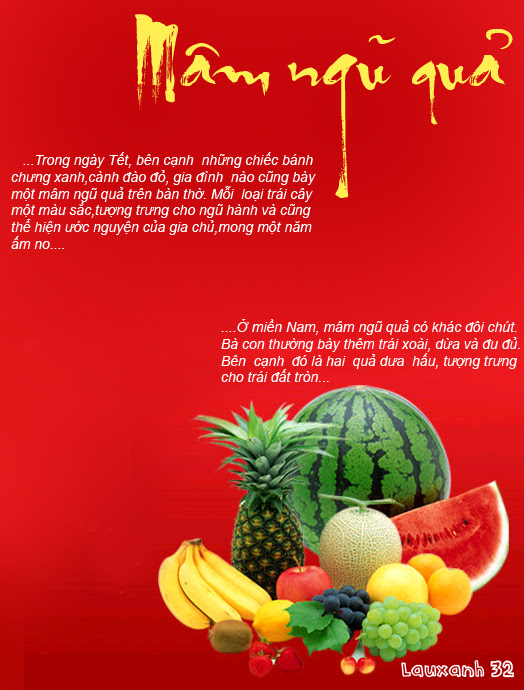 Mâm ngũ quả
...Trong ngày Tết, bên cạnh những chiếc bánh
chưng xanh,cành đào đỏ, gia đình nào cũng bày
một mâm ngũ quả trên bàn thờ. Mỗi loại trái cây
một màu sắc,tượng trưng cho ngũ hành và cũng
thể hiện ước nguyện của gia chủ,mong một năm
ấm no....
....Ở miền Nam, mâm ngũ quả có khác đôi chút.
Bà con thường bày thêm trái xoài, dừa và đu đủ.
Bên cạnh đó là hai quả dưa hấu, tượng trưng
cho trái đất tròn...
Lauxanh 32